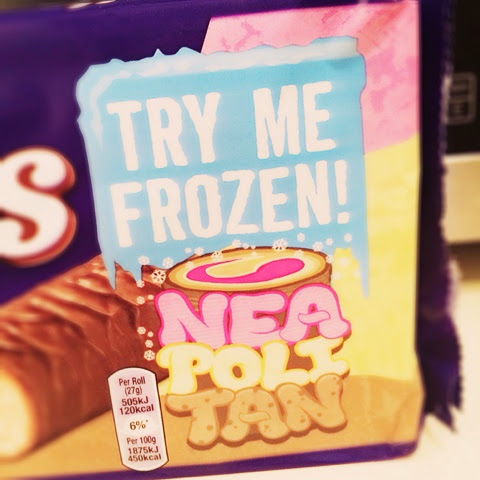 TRY ME
FROZEN!
S
NEA
POLI
TAN
Per Roll
(27g)
505kJ
120kcal
6%*
Per 100g
1875kJ
450kcal